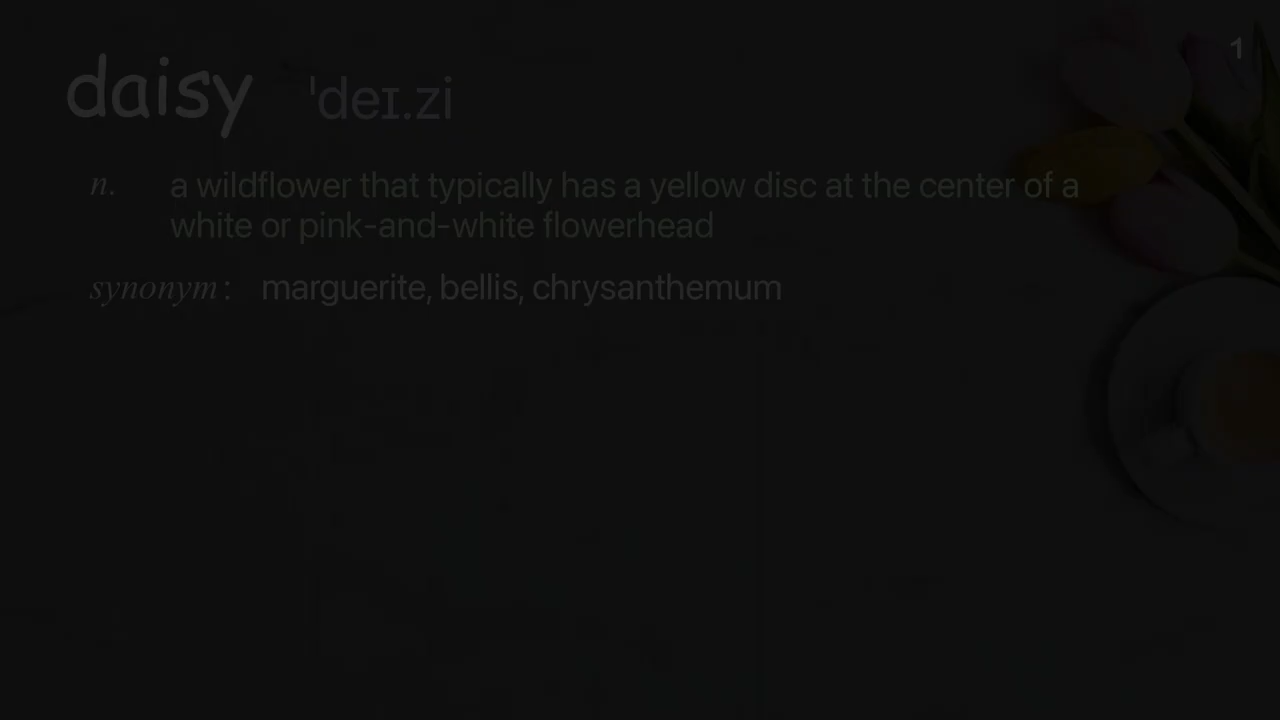 1
daisy ˈdeɪ.zi
n. a wildflower that typically has a yellow disc at the center of a
white or pink-and-white flowerhead
synonym: marguerite, bellis, chrysanthemum